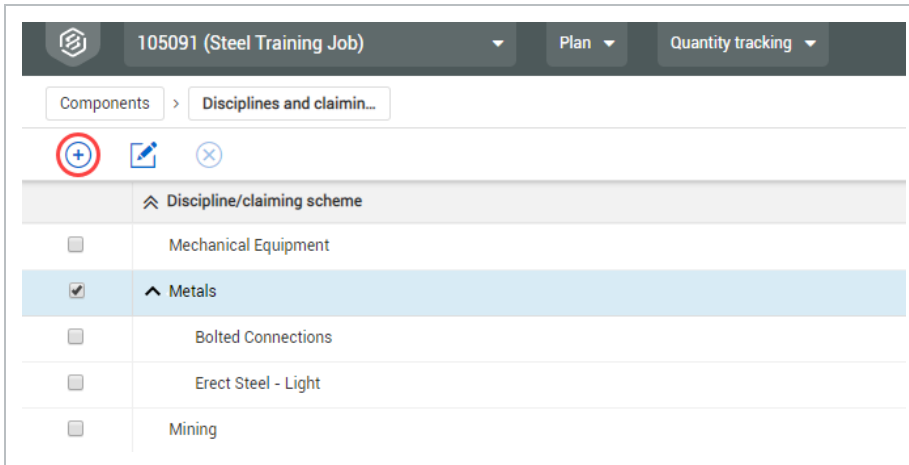 105091 (Steel Training Job) Plan Quantity tracking
Components > Disciplines and claimin...
Discipline/claiming scheme
Mechanical Equipment
Metals
Bolted Connections
Erect Steel - Light
Mining